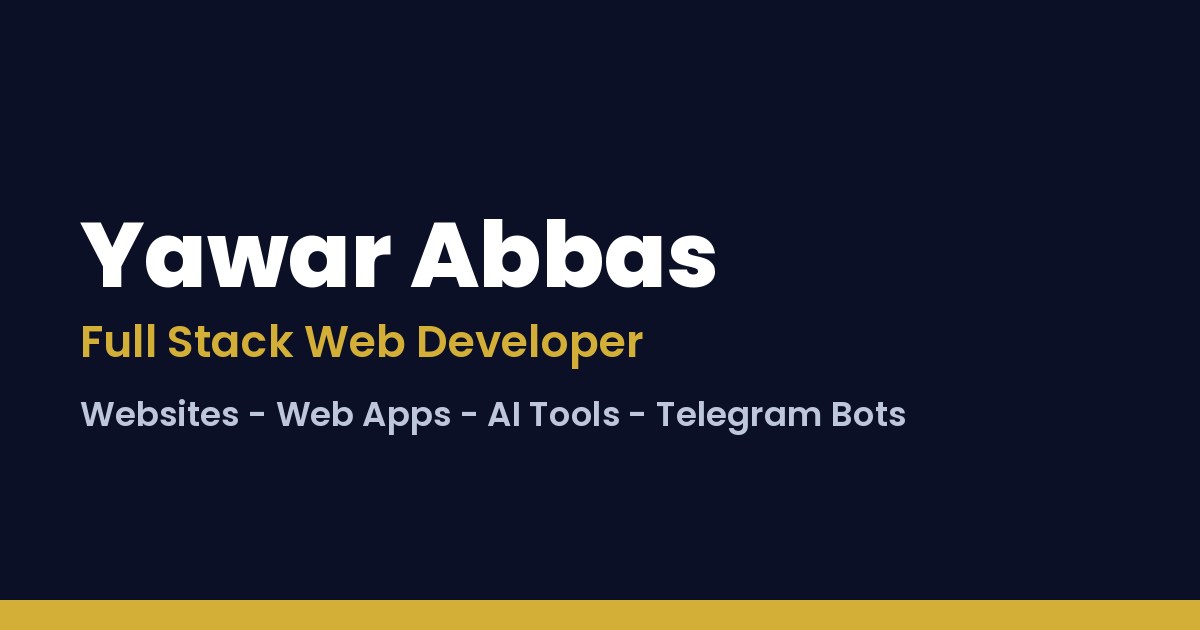 Yawar Abbas
Full Stack Web Developer
Websites - Web Apps - AI Tools - Telegram Bots